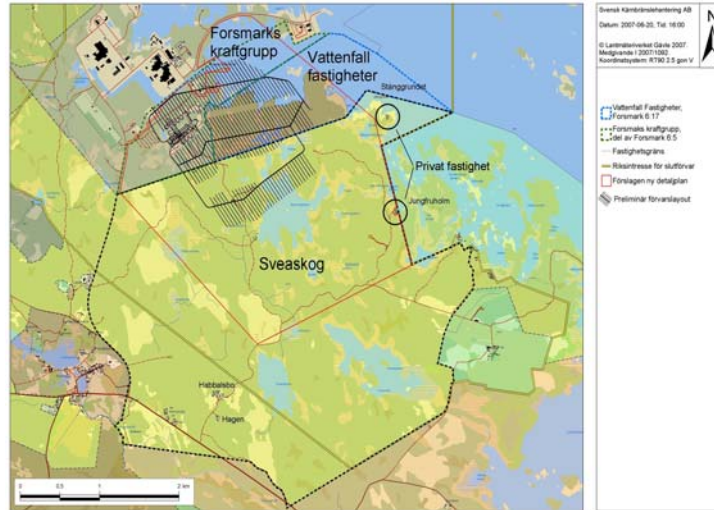 Forsmarks
kraftgrupp
Vattenfall
fastigheter
Stånggrundet
Privat fastighet
Jungfruholm
Sveaskog
Habbalsbo
Hagen
0 0.5 1 2 km
Svensk Kärnbränslehantering AB
Datum: 2007-06-20, Tid: 16:00
© Lantmäteriverket Gävle 2007.
Medgivande I 2007/1092.
Koordinatsystem: RT90 2.5 gon V
N
Vattenfall Fastigheter,
Forsmark 6:17
Forsmaks kraftgrupp,
del av Forsmark 6:5
Fastighetsgräns
Riksintresse för slutförvar
Förslagen ny detaljplan
Preliminär förvarslayout